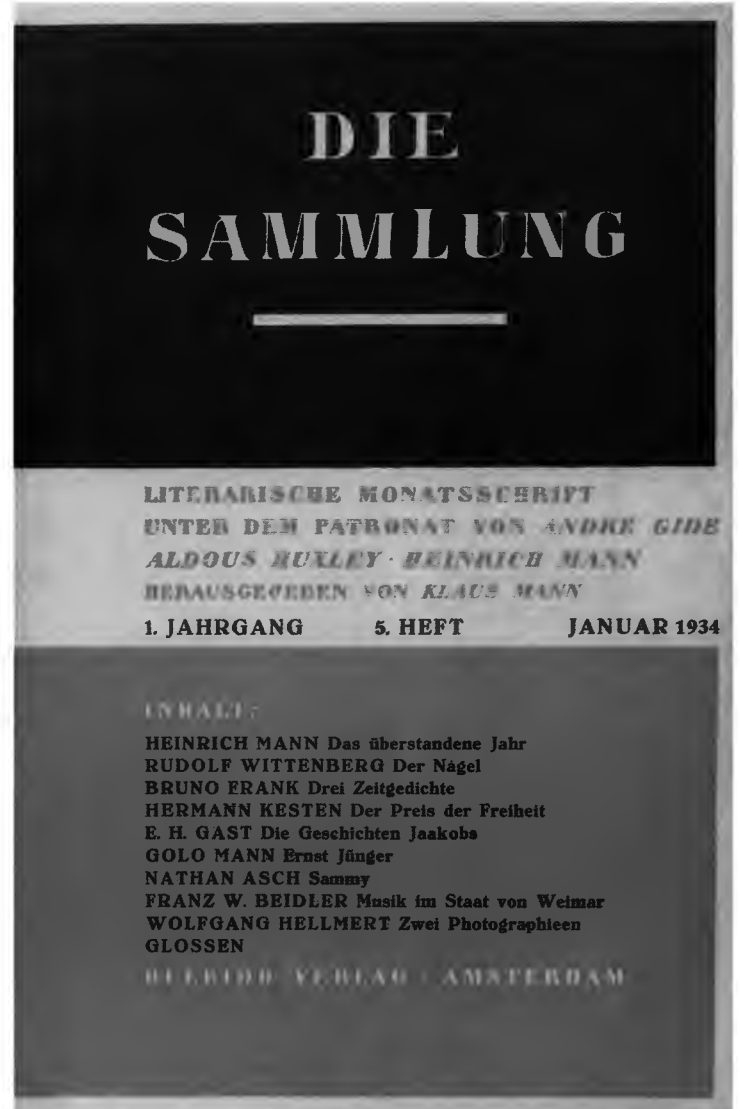 DIE
SAMMLUNG
LITERARISCHE MONATSSCHRIFT
UNTER DEM PATRONAT VON ANDRE GIDE
ALDOUS HUXLEY · HEINRICH MANN
HERAUSGEGEBEN VON KLAUS MANN
1. JAHRGANG 5. HEFT JANUAR 1934
INHALT:
HEINRICH MANN Das überstandene Jahr
RUDOLF WITTENBERG Der Nagel
BRUNO FRANK Drei Zeitgedichte
HERMANN KESTEN Der Preis der Freiheit
E. H. GAST Die Geschichten Jaakobs
GOLO MANN Ernst Jünger
NATHAN ASCH Sammy
FRANZ W. BEIDLER Musik im Staat von Weimar
WOLFGANG HELLMERT Zwei Photographieen
GLOSSEN
VERLAG · AMSTERDAM